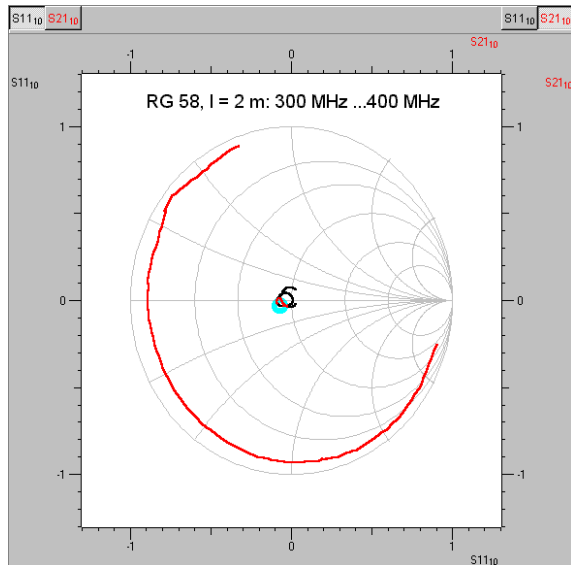 S11₁₀ S21₁₀ S11₁₀ S21₁₀
-1 0 1 S21₁₀
S11₁₀ S21₁₀
RG 58, l = 2 m: 300 MHz ...400 MHz
1 1
0 0
-1 -1
-1 0 1
S11₁₀